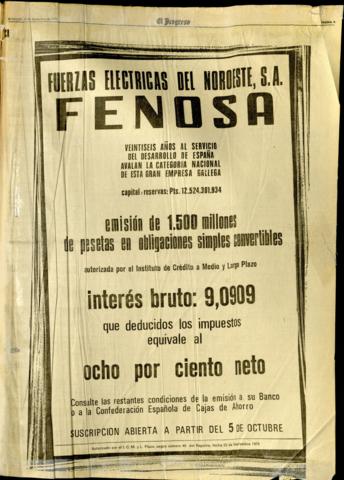 El Progreso
FUERZAS ELECTRICAS DEL NOROESTE, S.A.
FENOSA
VEINTISEIS AÑOS AL SERVICIO
DEL DESARROLLO DE ESPAÑA
AVALAN LA CATEGORIA NACIONAL
DE ESTA GRAN EMPRESA GALLEGA
capital+reservas: Pts. 12.524.301.934
emisión de 1.500 millones
de pesetas en obligaciones simples convertibles
autorizada por el Instituto de Crédito a Medio y Largo Plazo
interés bruto: 9,0909
que deducidos los impuestos
equivale al
ocho por ciento neto
Consulte las restantes condiciones de la emisión a su Banco
o a la Confederación Española de Cajas de Ahorro
SUSCRIPCION ABIERTA A PARTIR DEL 5 DE OCTUBRE